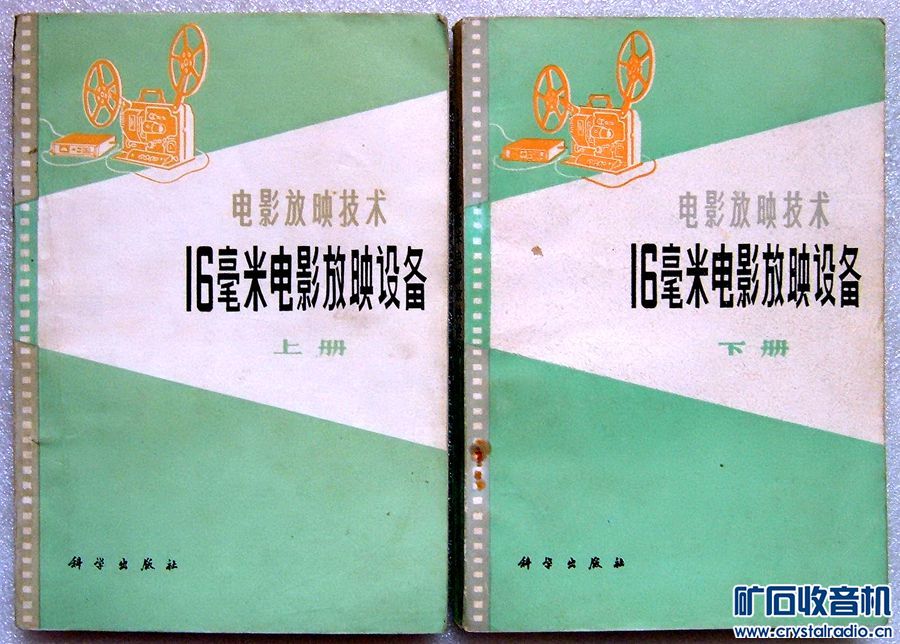 电影放映技术
16毫米电影放映设备
上册
科学出版社
电影放映技术
16毫米电影放映设备
下册
科学出版社
矿石收音机
www.crystalradio.cn